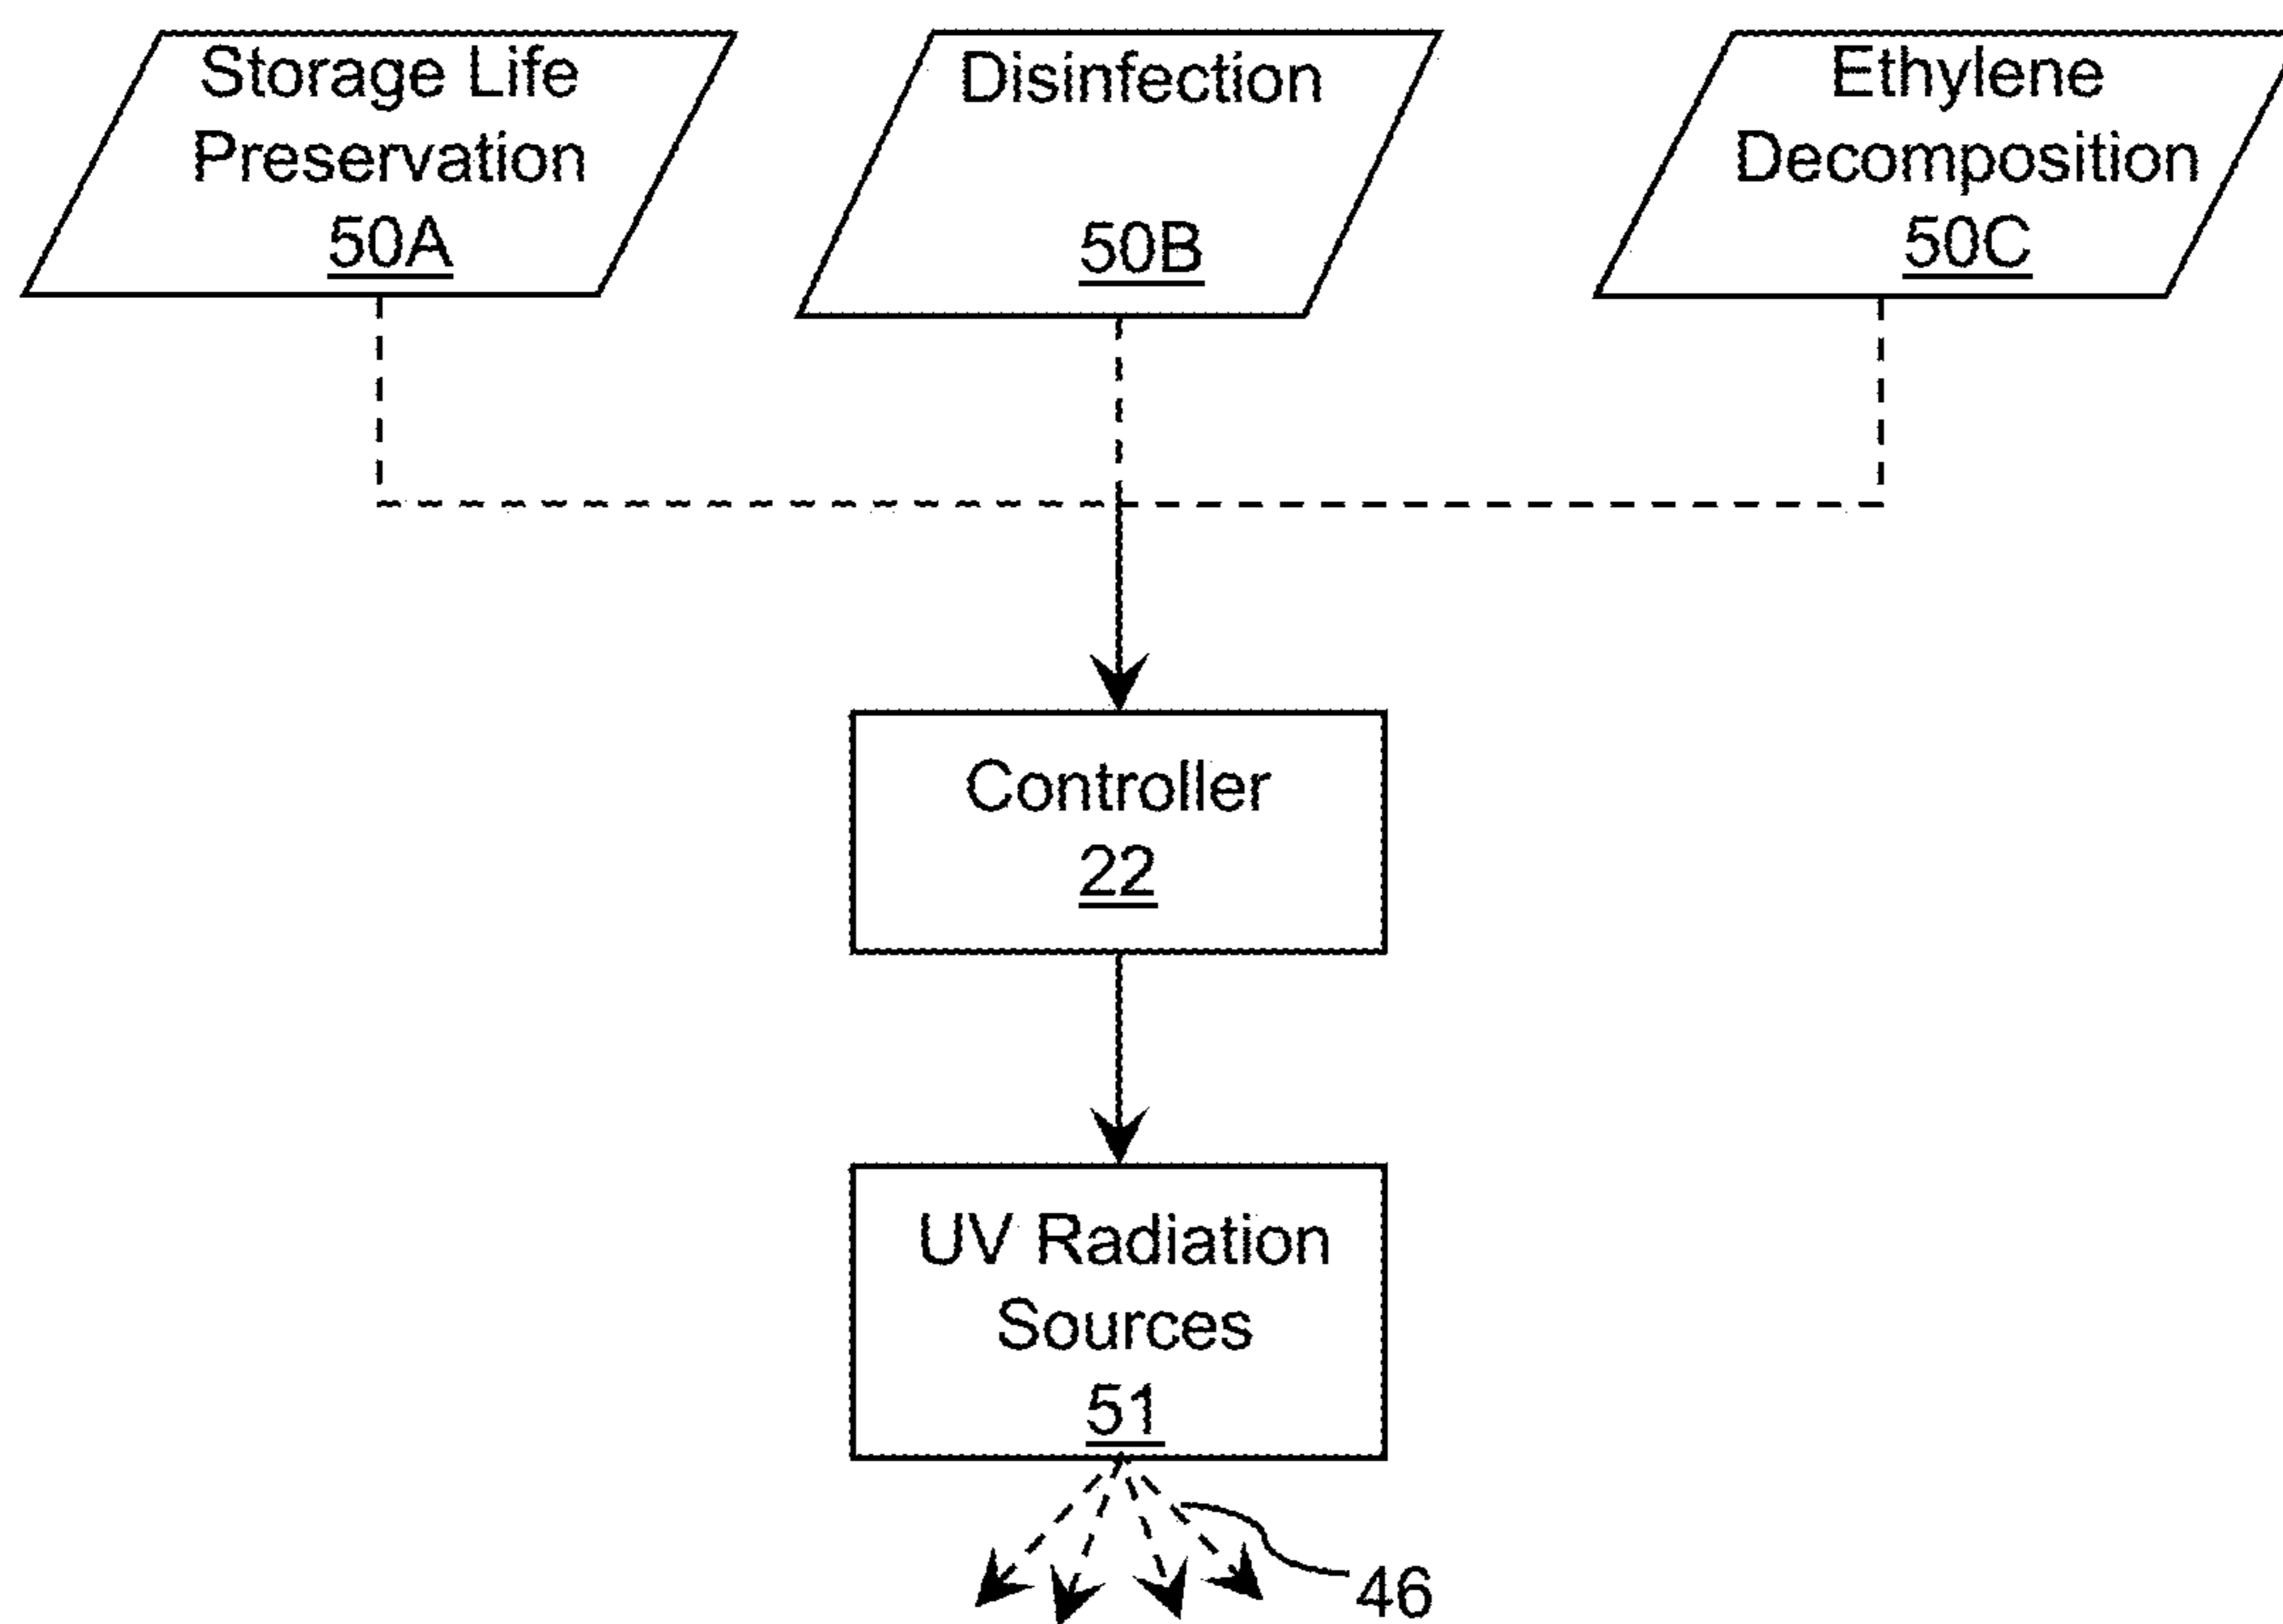 Storage Life
Preservation
50A
Disinfection
50B
Ethylene
Decomposition
50C
Controller
22
UV Radiation
Sources
51
46